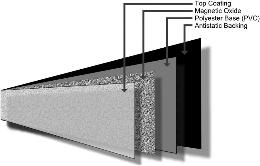 Top Coating
Magnetic Oxide
Polyester Base (PVC)
Antistatic Backing